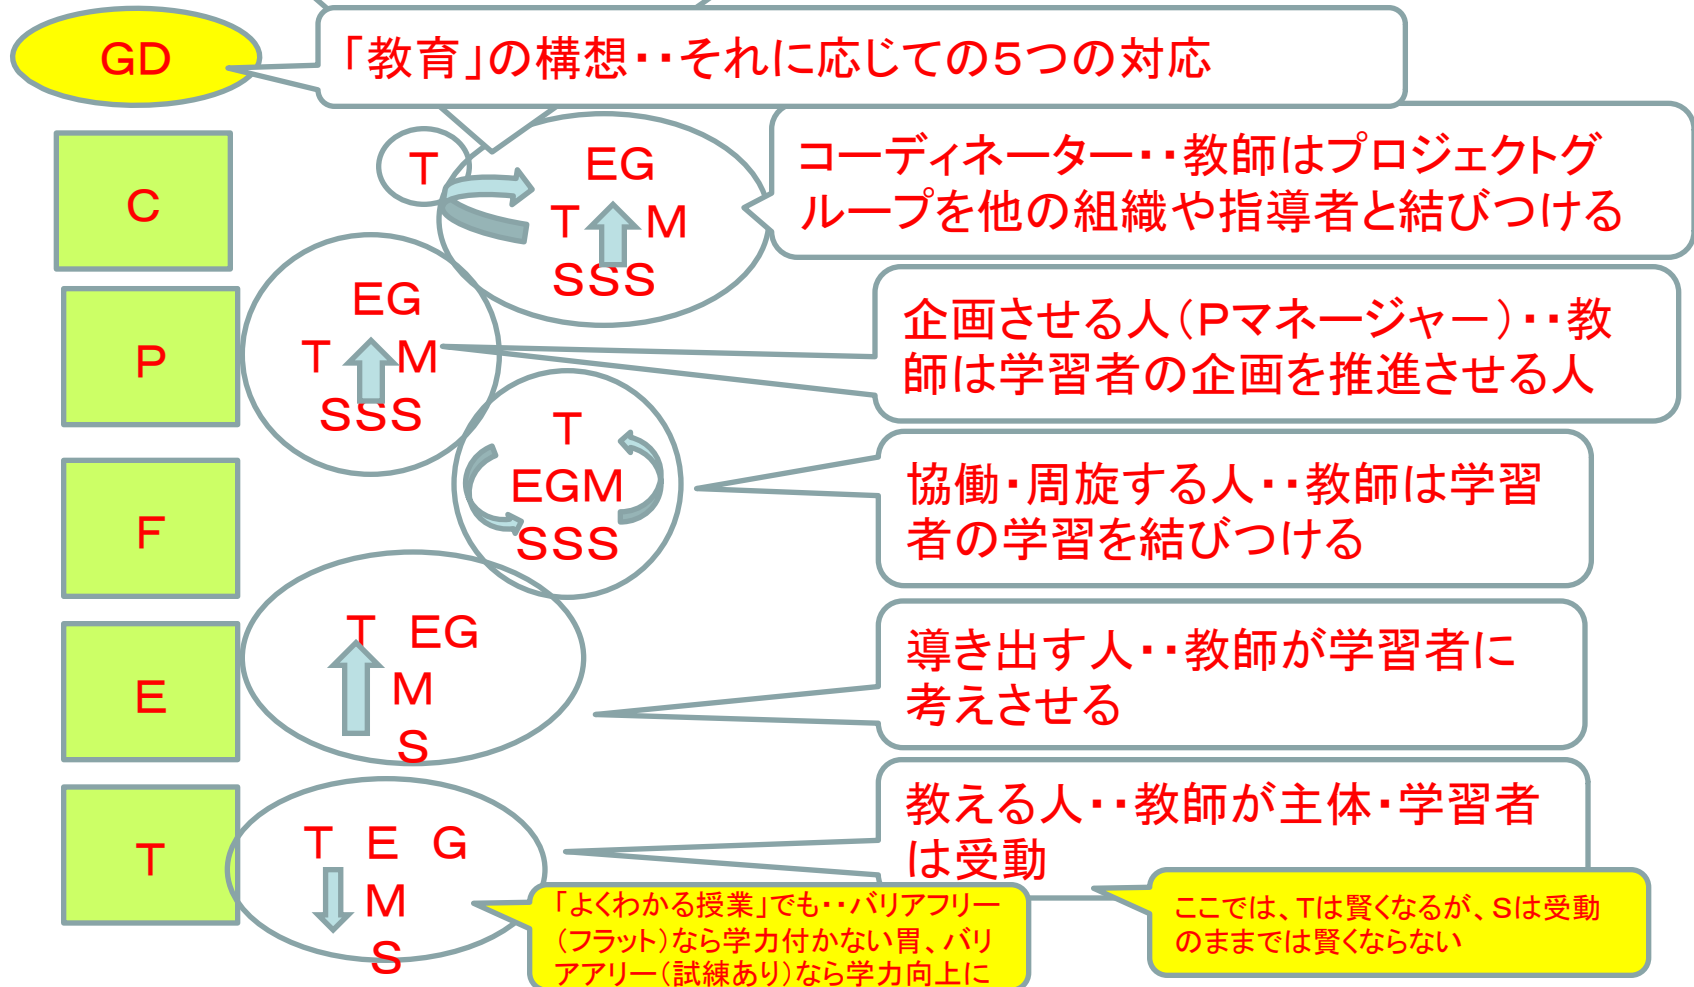 GD
「教育」の構想・・それに応じての５つの対応
C
T
EG
T M
SSS
コーディネーター・・教師はプロジェクトグ
ループを他の組織や指導者と結びつける
P
EG
T M
SSS
企画させる人（Ｐマネージャー）・・教
師は学習者の企画を推進させる人
F
T
EGM
SSS
協働・周旋する人・・教師は学習
者の学習を結びつける
E
T EG
M
S
導き出す人・・教師が学習者に
考えさせる
T
T E G
M
S
教える人・・教師が主体・学習者
は受動
「よくわかる授業」でも・・バリアフリー
（フラット）なら学力付かない胃、バリ
アアリー（試練あり）なら学力向上に
ここでは、Ｔは賢くなるが、Ｓは受動
のままでは賢くならない